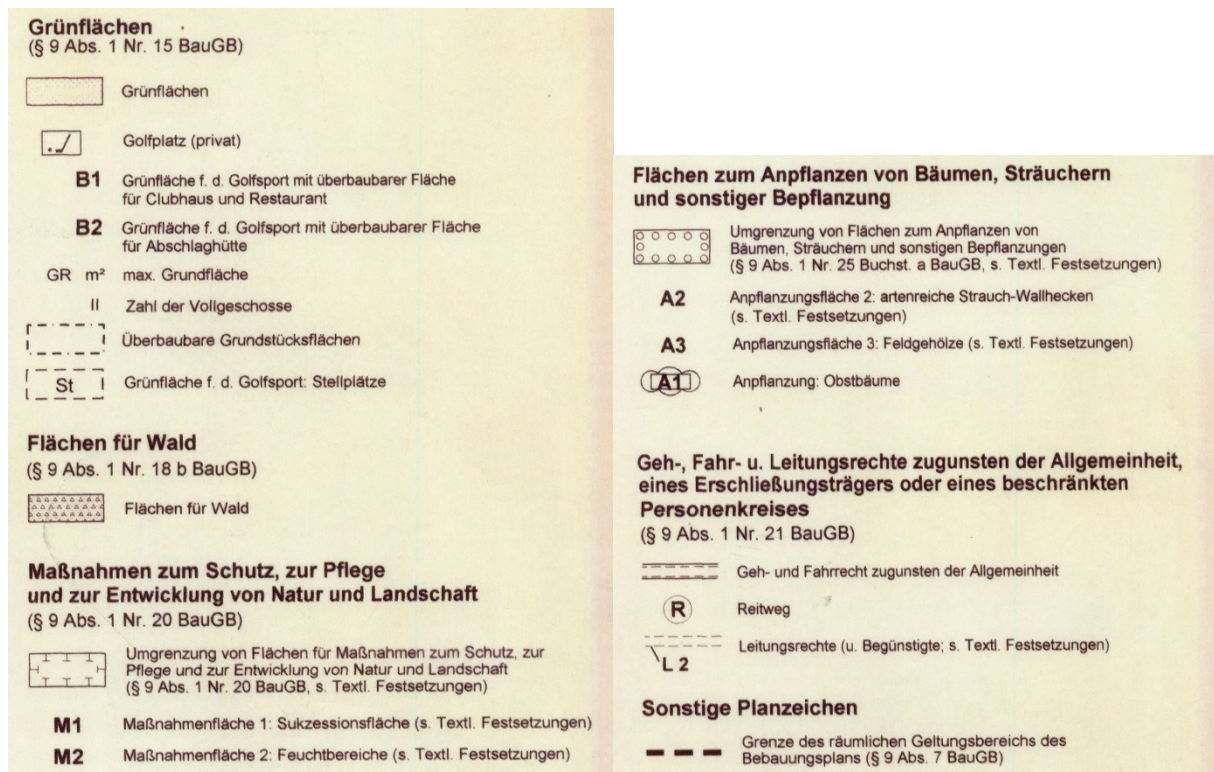 Grünflächen
(§ 9 Abs. 1 Nr. 15 BauGB)
Grünflächen
Golfplatz (privat)
B1 Grünfläche f. d. Golfsport mit überbaubarer Fläche
für Clubhaus und Restaurant
B2 Grünfläche f. d. Golfsport mit überbaubarer Fläche
für Abschlaghütte
GR m² max. Grundfläche
II Zahl der Vollgeschosse
Überbaubare Grundstücksflächen
St Grünfläche f. d. Golfsport: Stellplätze
Flächen für Wald
(§ 9 Abs. 1 Nr. 18 b BauGB)
Flächen für Wald
Maßnahmen zum Schutz, zur Pflege
und zur Entwicklung von Natur und Landschaft
(§ 9 Abs. 1 Nr. 20 BauGB)
Umgrenzung von Flächen für Maßnahmen zum Schutz, zur
Pflege und zur Entwicklung von Natur und Landschaft
(§ 9 Abs. 1 Nr. 20 BauGB, s. Textl. Festsetzungen)
M1 Maßnahmenfläche 1: Sukzessionsfläche (s. Textl. Festsetzungen)
M2 Maßnahmenfläche 2: Feuchtbereiche (s. Textl. Festsetzungen)
Flächen zum Anpflanzen von Bäumen, Sträuchern
und sonstiger Bepflanzung
Umgrenzung von Flächen zum Anpflanzen von
Bäumen, Sträuchern und sonstigen Bepflanzungen
(§ 9 Abs. 1 Nr. 25 Buchst. a BauGB, s. Textl. Festsetzungen)
A2 Anpflanzungsfläche 2: artenreiche Strauch-Wallhecken
(s. Textl. Festsetzungen)
A3 Anpflanzungsfläche 3: Feldgehölze (s. Textl. Festsetzungen)
A1 Anpflanzung: Obstbäume
Geh-, Fahr- u. Leitungsrechte zugunsten der Allgemeinheit,
eines Erschließungsträgers oder eines beschränkten
Personenkreises
(§ 9 Abs. 1 Nr. 21 BauGB)
Geh- und Fahrrecht zugunsten der Allgemeinheit
R Reitweg
Leitungsrechte (u. Begünstigte; s. Textl. Festsetzungen)
L 2
Sonstige Planzeichen
Grenze des räumlichen Geltungsbereichs des
Bebauungsplans (§ 9 Abs. 7 BauGB)